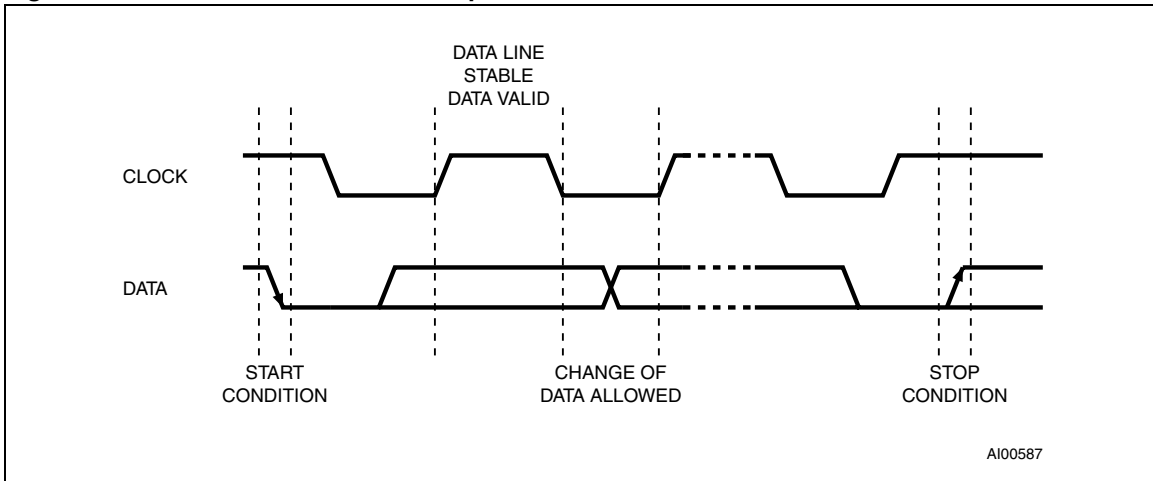 DATA LINE
STABLE
DATA VALID
CLOCK
DATA
START
CONDITION
CHANGE OF
DATA ALLOWED
STOP
CONDITION
AI00587